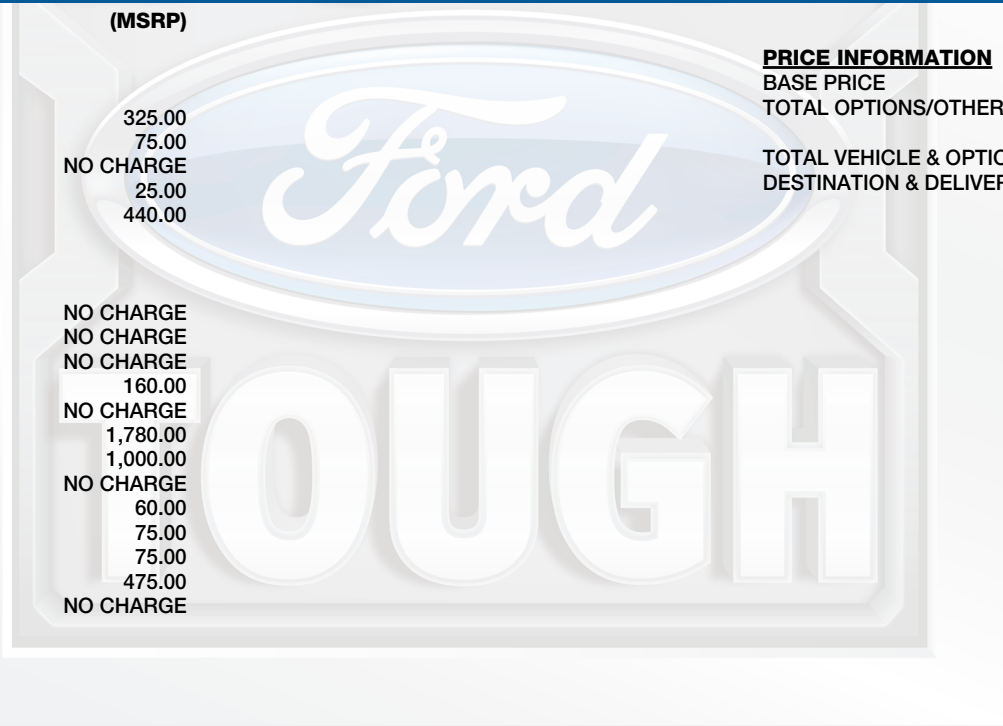 (MSRP)
325.00
75.00
NO CHARGE
25.00
440.00
NO CHARGE
NO CHARGE
NO CHARGE
160.00
NO CHARGE
1,780.00
1,000.00
NO CHARGE
60.00
75.00
75.00
475.00
NO CHARGE
PRICE INFORMATION
BASE PRICE
TOTAL OPTIONS/OTHER
TOTAL VEHICLE & OPTIO
DESTINATION & DELIVER
Ford
TOUGH